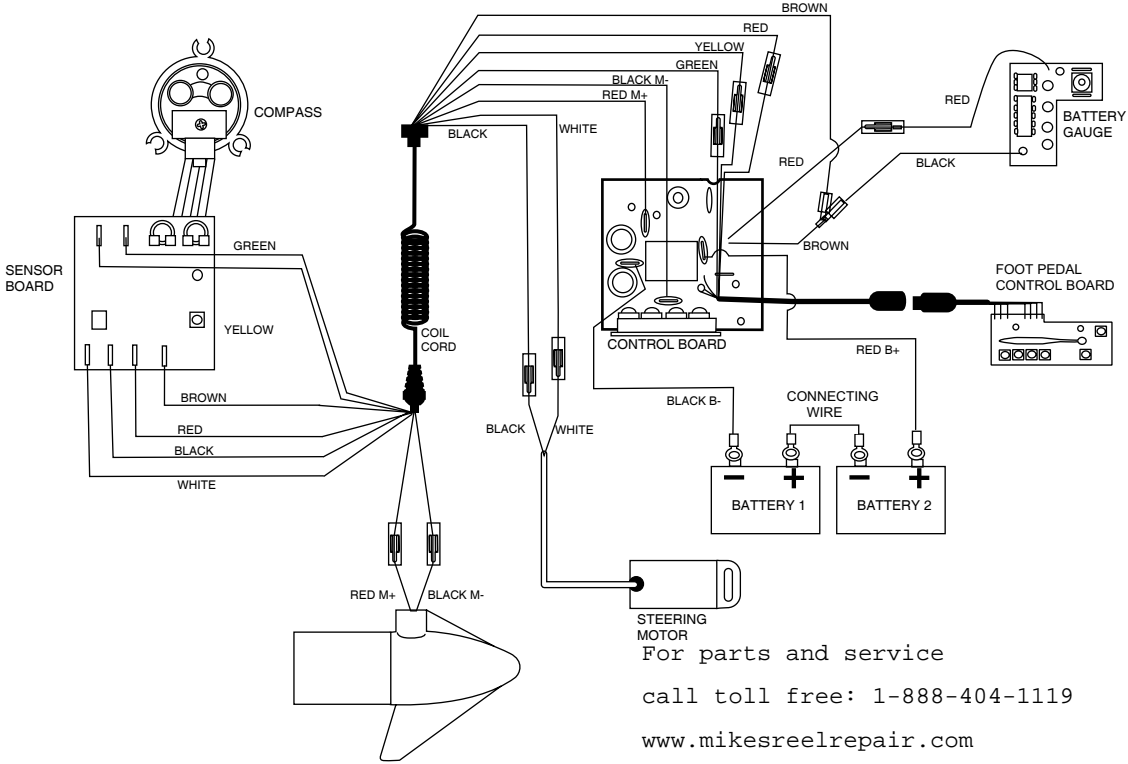 BROWN
RED
YELLOW
GREEN
BLACK M-
RED M+
BLACK
WHITE
COMPASS
RED
BATTERY
GAUGE
RED
BLACK
BROWN
GREEN
SENSOR
BOARD
YELLOW
COIL
CORD
FOOT PEDAL
CONTROL BOARD
CONTROL BOARD
RED B+
BROWN
RED
BLACK
WHITE
BLACK B-
CONNECTING
WIRE
BLACK
WHITE
BATTERY 1
BATTERY 2
RED M+
BLACK M-
STEERING
MOTOR
For parts and service
call toll free: 1-888-404-1119
www.mikesreelrepair.com